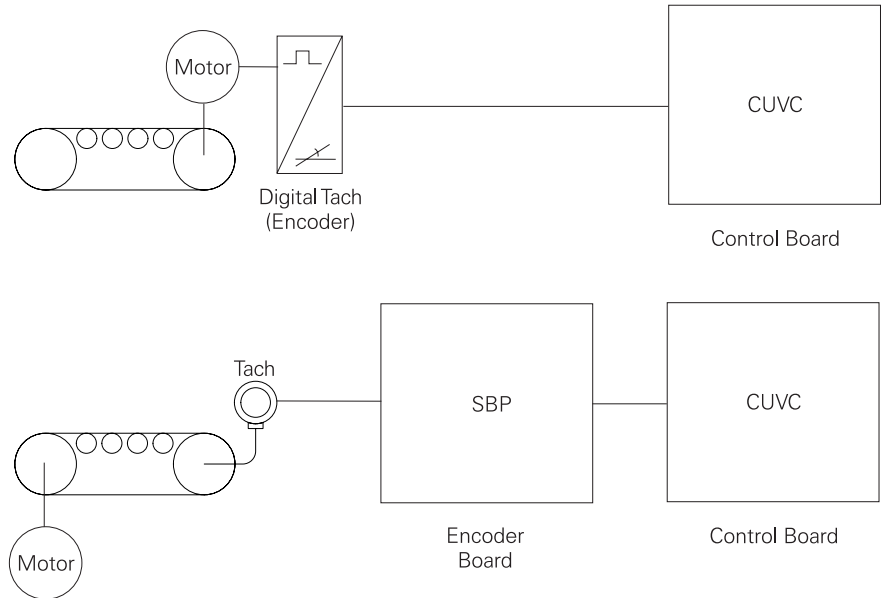 Motor
CUVC
Digital Tach
(Encoder)
Control Board
Tach
SBP
CUVC
Encoder
Board
Control Board
Motor